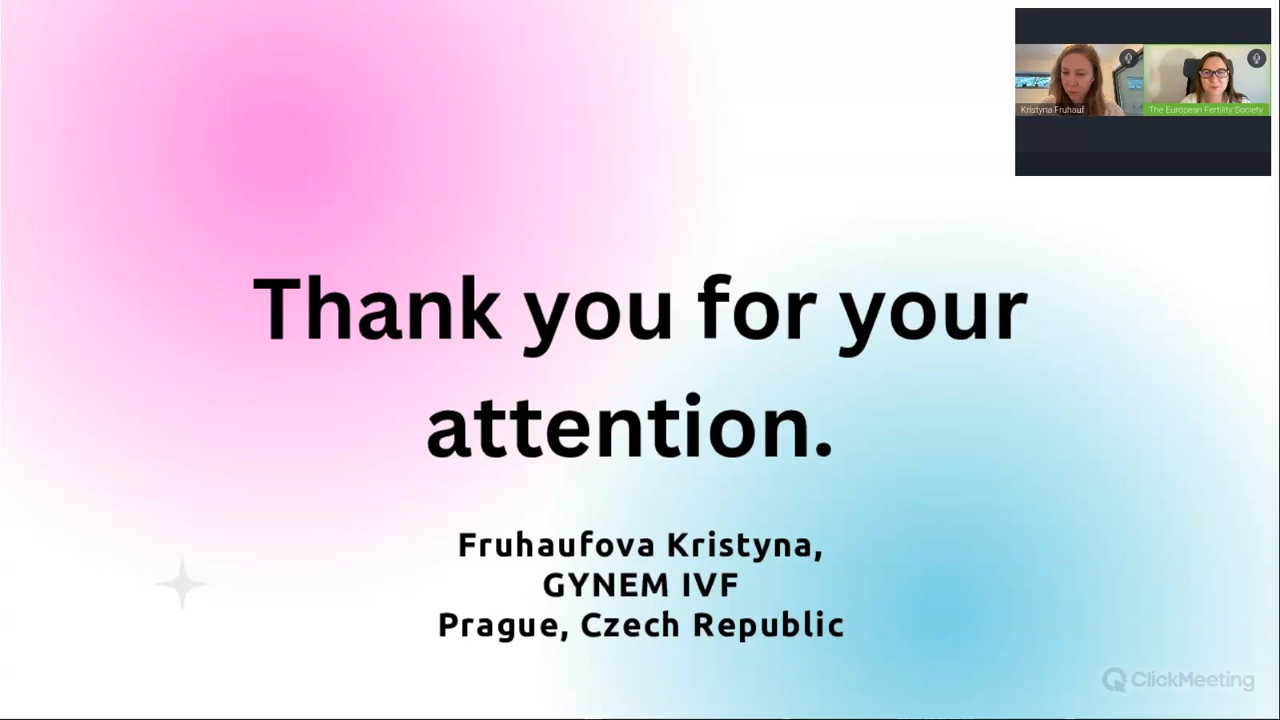 Kristyna Fruhauf
The European Fertility Society
Thank you for your
attention.
Fruhaufova Kristyna,
GYNEM IVF
Prague, Czech Republic
ClickMeeting